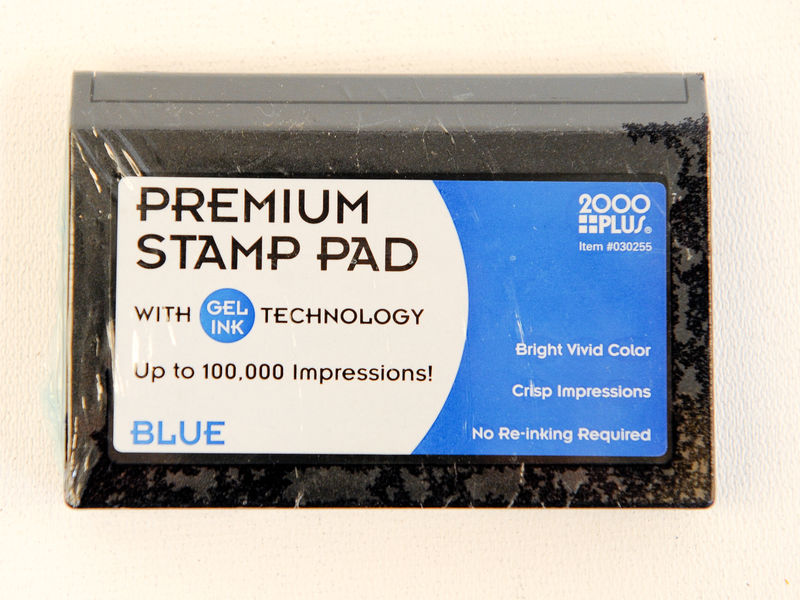 PREMIUM
STAMP PAD
WITH GEL INK TECHNOLOGY
Up to 100,000 Impressions!
BLUE
2000
PLUS®
Item #030255
Bright Vivid Color
Crisp Impressions
No Re-inking Required